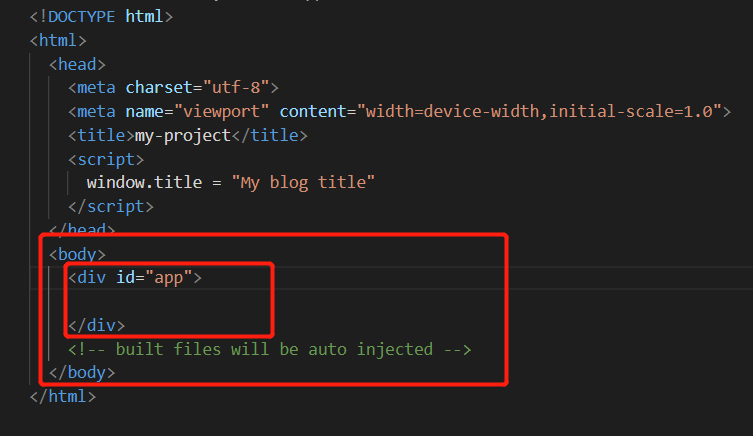 <!DOCTYPE html>
<html>
<head>
<meta charset="utf-8">
<meta name="viewport" content="width=device-width,initial-scale=1.0">
<title>my-project</title>
<script>
window.title = "My blog title"
</script>
</head>
<body>
<div id="app">
</div>
<!-- built files will be auto injected -->
</body>
</html>